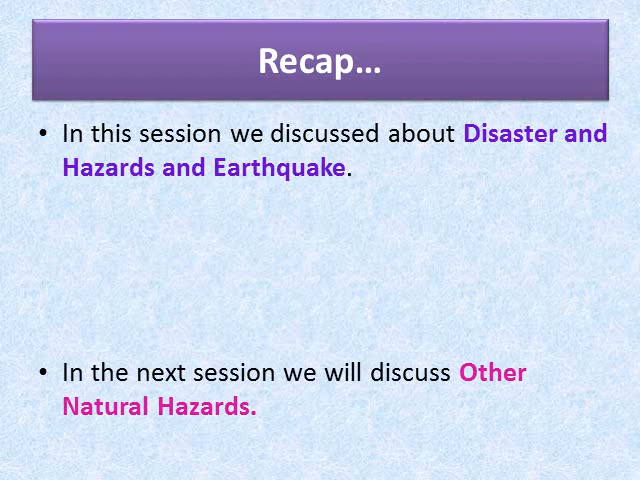 Recap...
• In this session we discussed about Disaster and
Hazards and Earthquake.
• In the next session we will discuss Other
Natural Hazards.